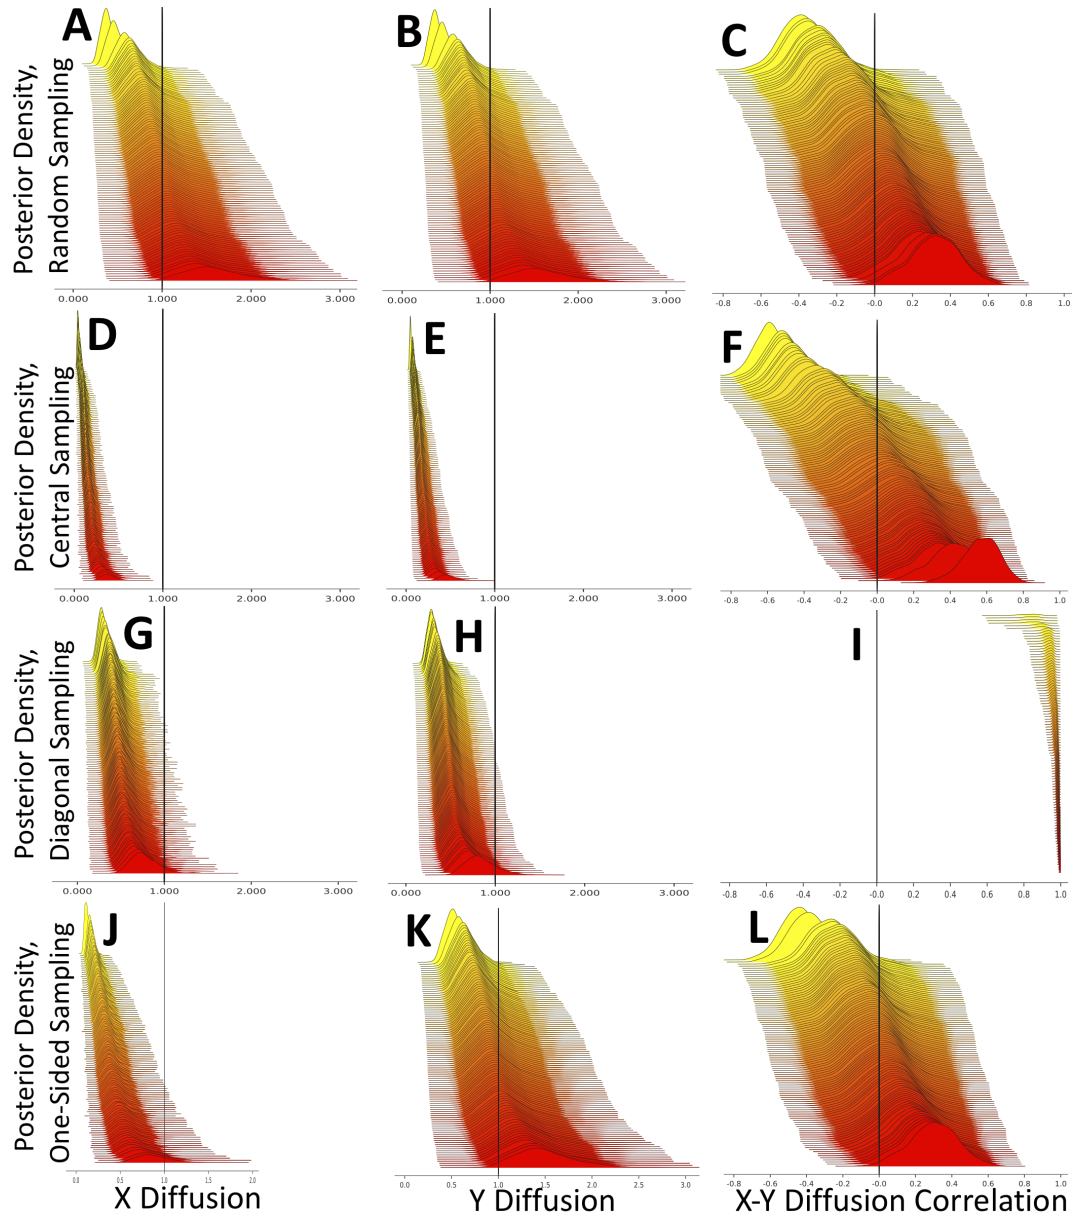 A
B
C
Posterior Density,
Random Sampling
0.000 1.000 2.000 3.000
0.000 1.000 2.000 3.000
-0.8 -0.6 -0.4 -0.2 -0.0 0.2 0.4 0.6 0.8 1.0
D
E
F
Posterior Density,
Central Sampling
0.000 1.000 2.000 3.000
0.000 1.000 2.000 3.000
-0.8 -0.6 -0.4 -0.2 -0.0 0.2 0.4 0.6 0.8 1.0
G
H
I
Posterior Density,
Diagonal Sampling
0.000 1.000 2.000 3.000
0.000 1.000 2.000 3.000
-0.8 -0.6 -0.4 -0.2 -0.0 0.2 0.4 0.6 0.8 1.0
J
K
L
Posterior Density,
One-Sided Sampling
0.0 0.5 1.0 1.5 2.0
0.0 0.5 1.0 1.5 2.0 2.5 3.0
-0.8 -0.6 -0.4 -0.2 -0.0 0.2 0.4 0.6 0.8 1.0
X Diffusion
Y Diffusion
X-Y Diffusion Correlation